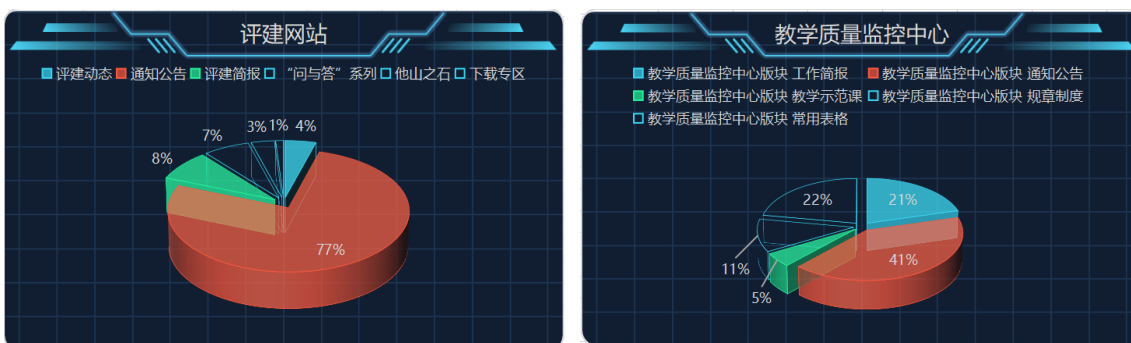 评建网站
评建动态 通知公告 评建简报 “问与答”系列 他山之石 下载专区
7% 3% 1% 4%
8%
77%
教学质量监控中心
教学质量监控中心版块 工作简报 教学质量监控中心版块 通知公告
教学质量监控中心版块 教学示范课 教学质量监控中心版块 规章制度
教学质量监控中心版块 常用表格
22% 21%
11% 41%
5%